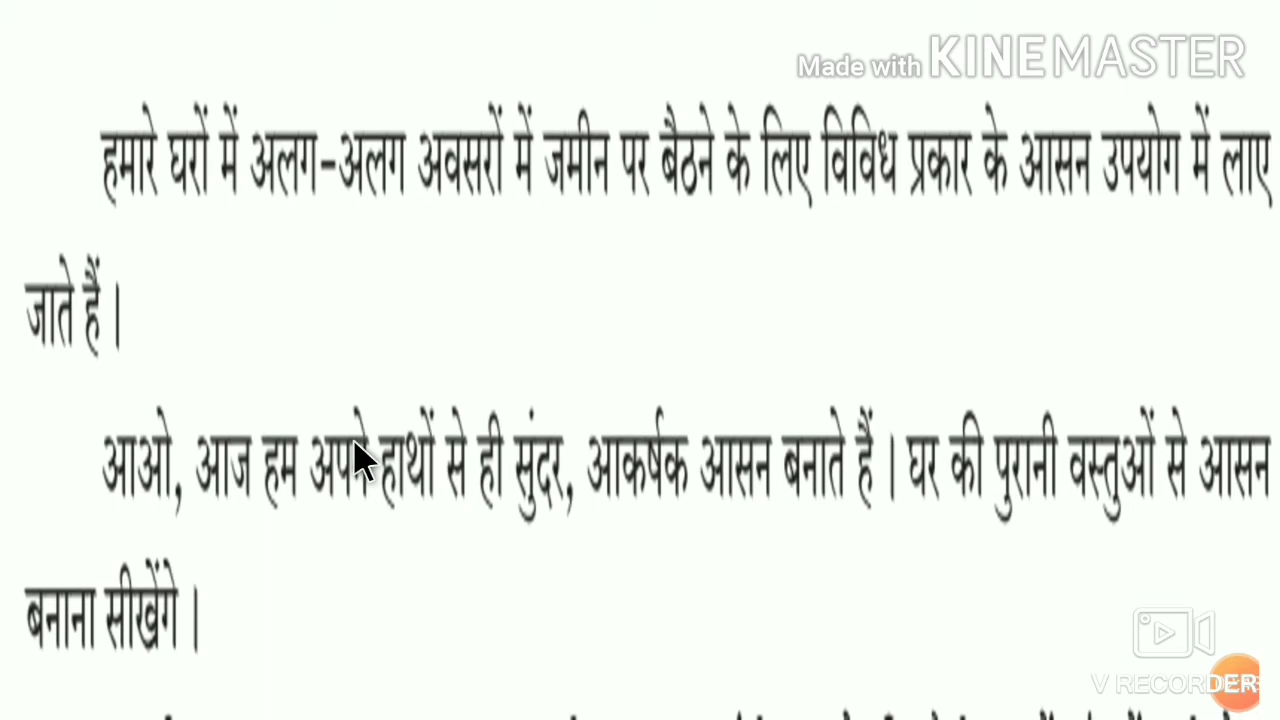 Made with KINEMASTER
हमारे घरों में अलग-अलग अवसरों में जमीन पर बैठने के लिए विविध प्रकार के आसन उपयोग में लाए
जाते हैं।
आओ, आज हम अपने हाथों से ही सुंदर, आकर्षक आसन बनाते हैं। घर की पुरानी वस्तुओं से आसन
बनाना सीखेंगे।
V RECORDER